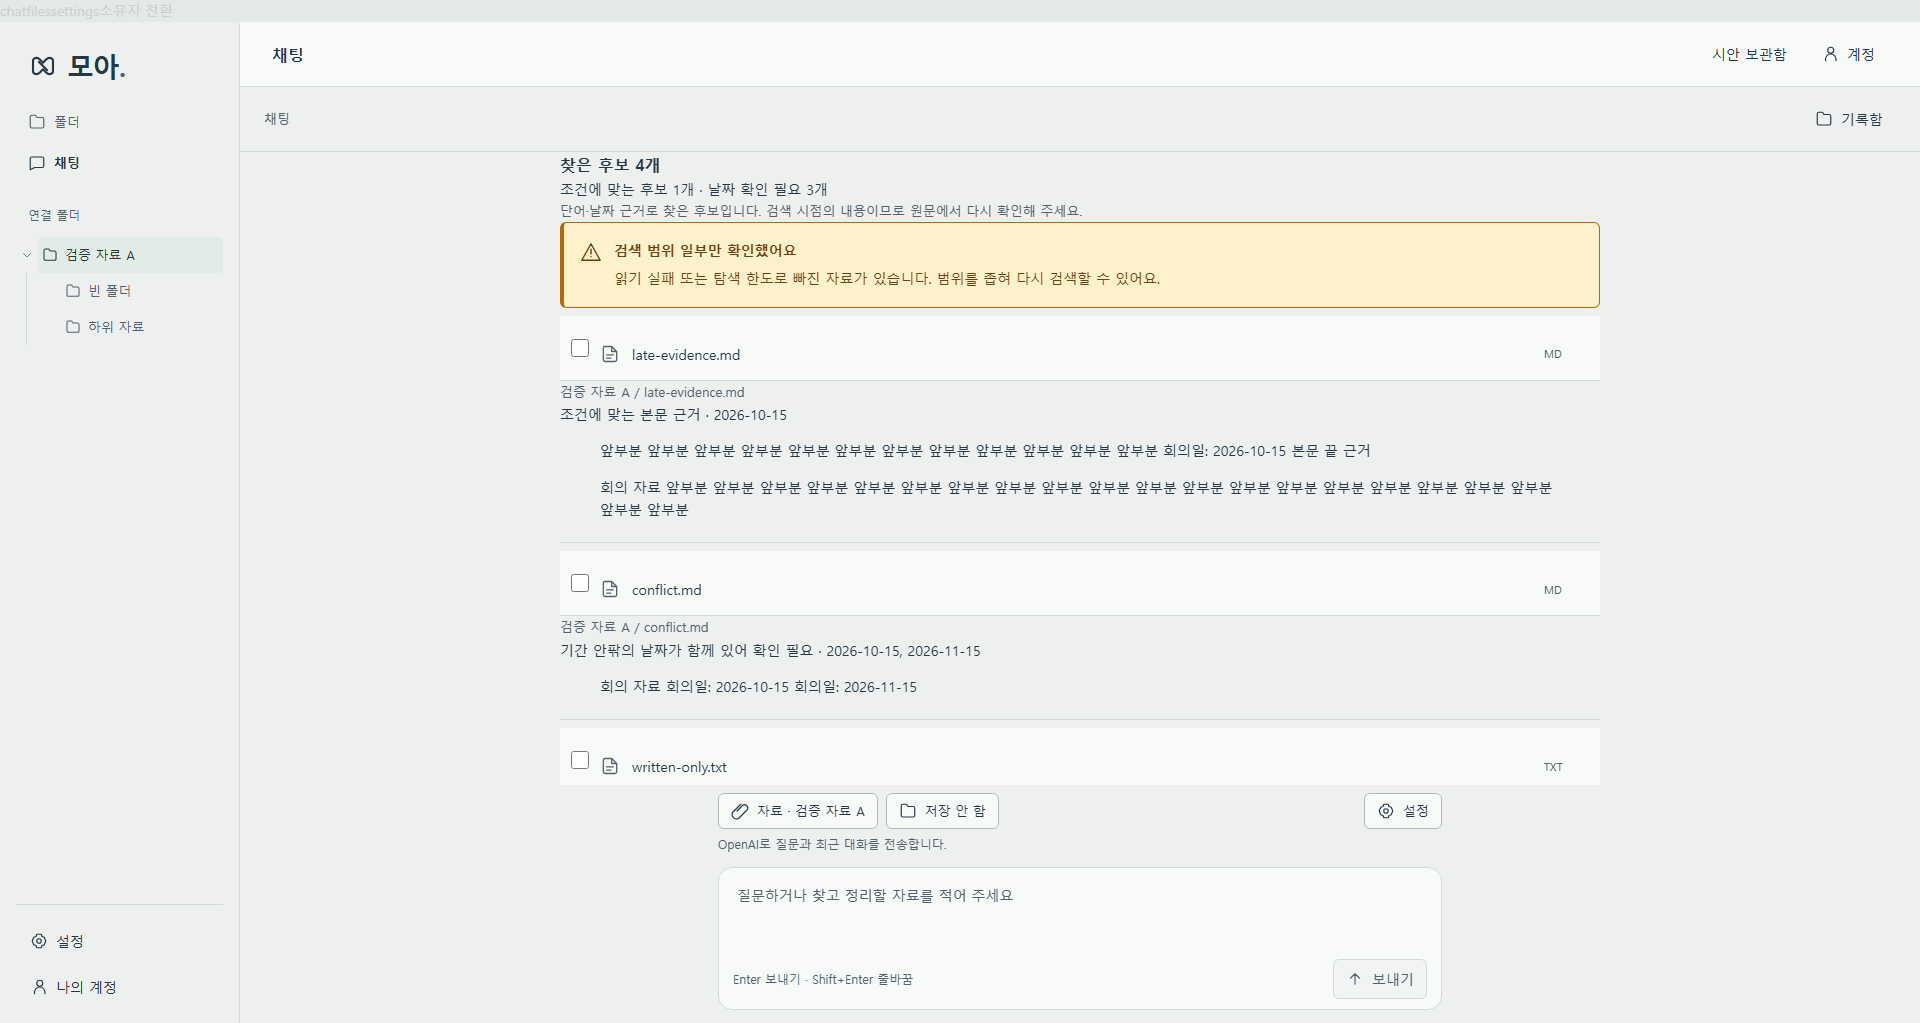 chatfilessettings소유자 전환
모아.
폴더
채팅
연결 폴더
검증 자료 A
빈 폴더
하위 자료
설정
나의 계정
채팅
시안 보관함
계정
채팅
기록함
찾은 후보 4개
조건에 맞는 후보 1개 · 날짜 확인 필요 3개
단어·날짜 근거로 찾은 후보입니다. 검색 시점의 내용이므로 원문에서 다시 확인해 주세요.
검색 범위 일부만 확인했어요
읽기 실패 또는 탐색 한도로 빠진 자료가 있습니다. 범위를 좁혀 다시 검색할 수 있어요.
late-evidence.md
MD
검증 자료 A / late-evidence.md
조건에 맞는 본문 근거 · 2026-10-15
앞부분 앞부분 앞부분 앞부분 앞부분 앞부분 앞부분 앞부분 앞부분 앞부분 앞부분 앞부분 회의일: 2026-10-15 본문 끝 근거
회의 자료 앞부분 앞부분 앞부분 앞부분 앞부분 앞부분 앞부분 앞부분 앞부분 앞부분 앞부분 앞부분 앞부분 앞부분 앞부분 앞부분 앞부분 앞부분 앞부분
앞부분 앞부분
conflict.md
MD
검증 자료 A / conflict.md
기간 안팎의 날짜가 함께 있어 확인 필요 · 2026-10-15, 2026-11-15
회의 자료 회의일: 2026-10-15 회의일: 2026-11-15
written-only.txt
TXT
자료 · 검증 자료 A
저장 안 함
설정
OpenAI로 질문과 최근 대화를 전송합니다.
질문하거나 찾고 정리할 자료를 적어 주세요
Enter 보내기 · Shift+Enter 줄바꿈
보내기